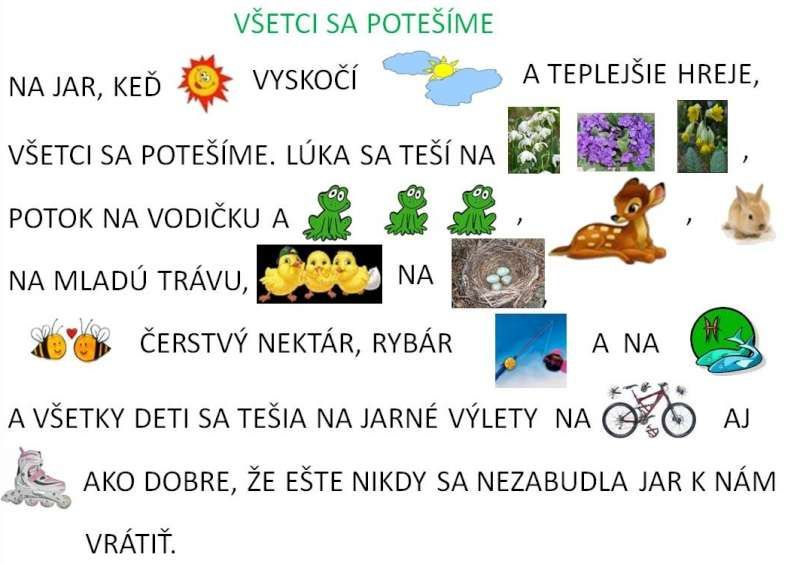 VŠETCI SA POTEŠÍME
NA JAR, KEĎ VYSKOČÍ A TEPLEJŠIE HREJE,
VŠETCI SA POTEŠÍME. LÚKA SA TEŠÍ NA ,
POTOK NA VODIČKU A , ,
NA MLADÚ TRÁVU, NA ,
ČERSTVÝ NEKTÁR, RYBÁR A NA
A VŠETKY DETI SA TEŠIA NA JARNÉ VÝLETY NA AJ
AKO DOBRE, ŽE EŠTE NIKDY SA NEZABUDLA JAR K NÁM
VRÁTIŤ.